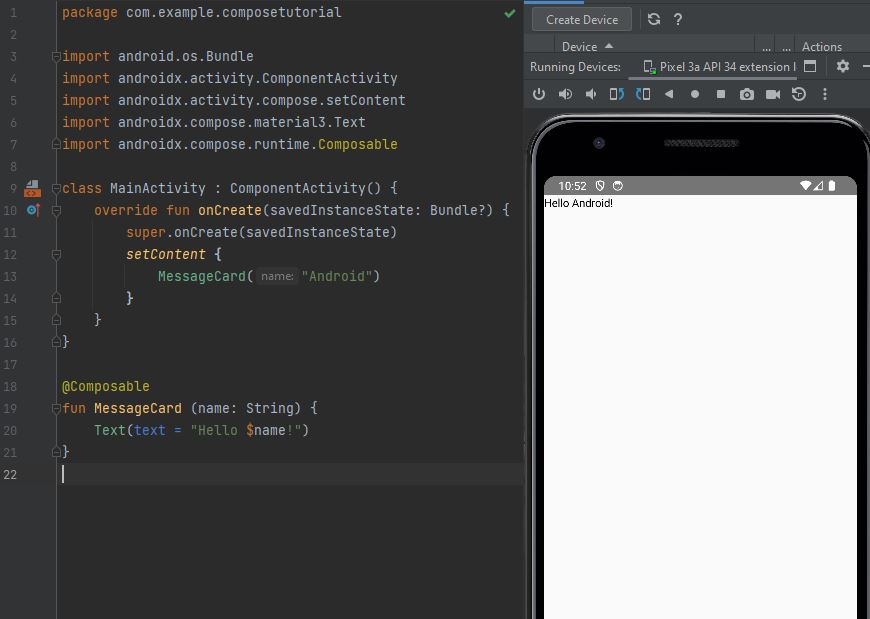 1 package com.example.composetutorial
2
3 import android.os.Bundle
4 import androidx.activity.ComponentActivity
5 import androidx.activity.compose.setContent
6 import androidx.compose.material3.Text
7 import androidx.compose.runtime.Composable
8
9 class MainActivity : ComponentActivity() {
10 override fun onCreate(savedInstanceState: Bundle?) {
11 super.onCreate(savedInstanceState)
12 setContent {
13 MessageCard( name: "Android")
14 }
15 }
16 }
17
18 @Composable
19 fun MessageCard (name: String) {
20 Text(text = "Hello $name!")
21 }
22
Create Device ?
Device ... ... Actions
Running Devices: Pixel 3a API 34 extension l
10:52
Hello Android!